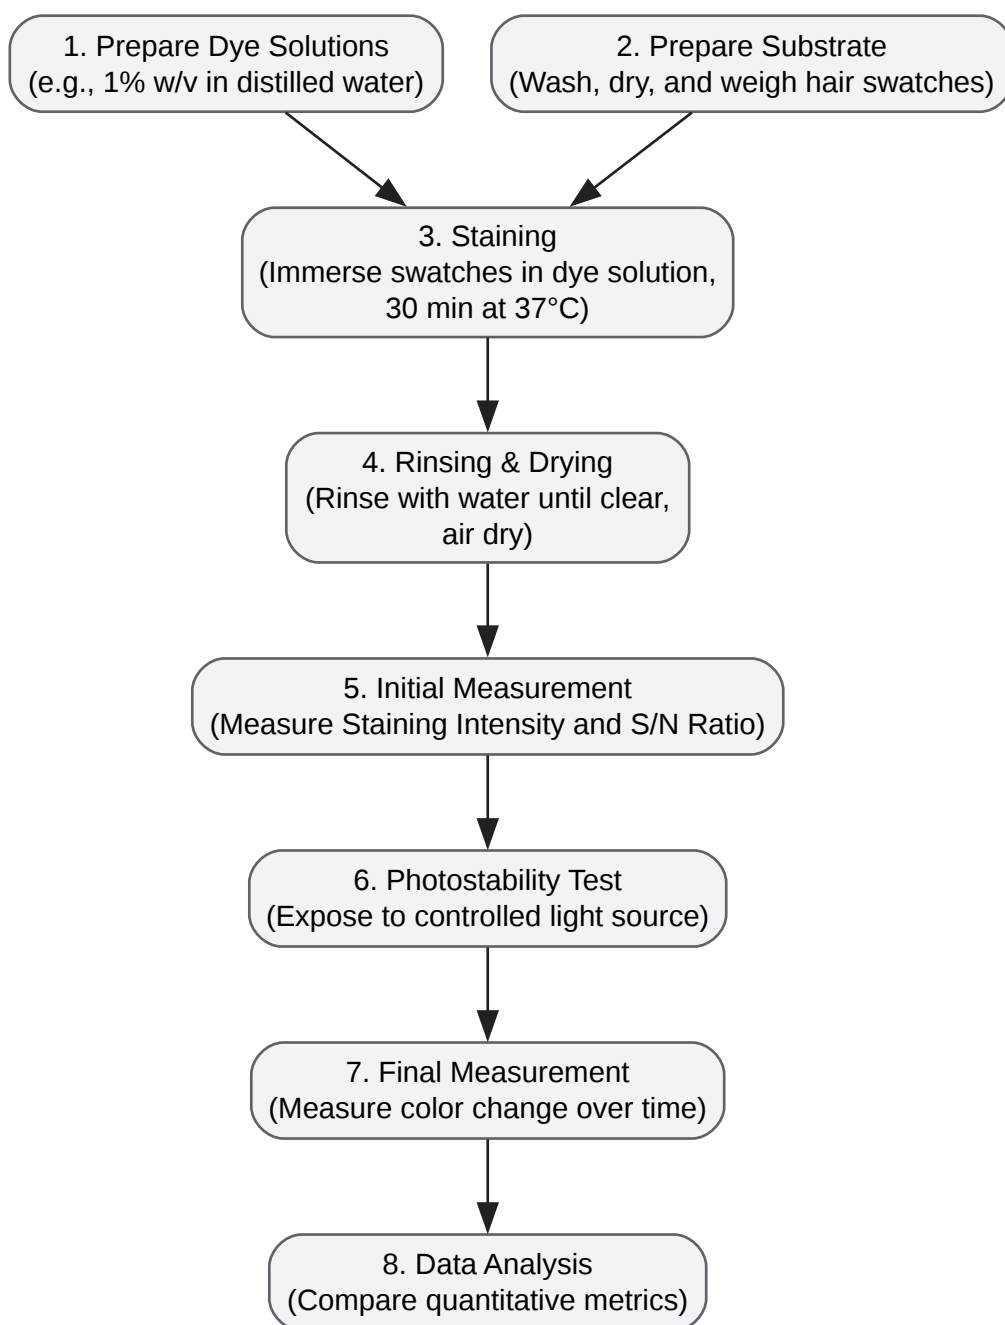 1. Prepare Dye Solutions
(e.g., 1% w/v in distilled water)
2. Prepare Substrate
(Wash, dry, and weigh hair swatches)
3. Staining
(Immerse swatches in dye solution,
30 min at 37°C)
4. Rinsing & Drying
(Rinse with water until clear,
air dry)
5. Initial Measurement
(Measure Staining Intensity and S/N Ratio)
6. Photostability Test
(Expose to controlled light source)
7. Final Measurement
(Measure color change over time)
8. Data Analysis
(Compare quantitative metrics)